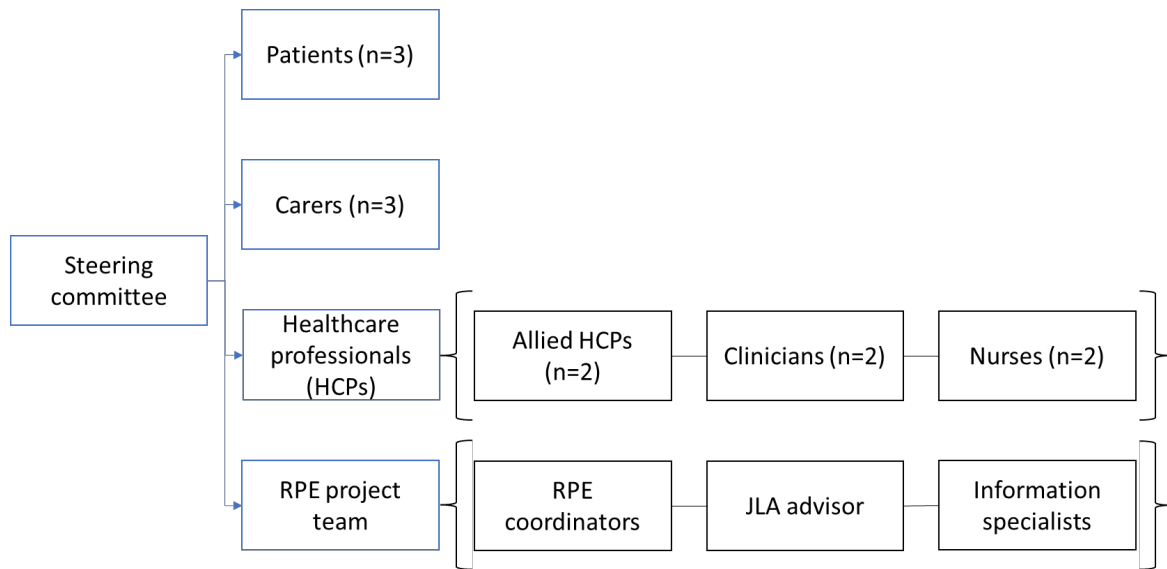 Patients (n=3)
Carers (n=3)
Steering
committee
Healthcare
professionals
(HCPs)
Allied HCPs
(n=2)
Clinicians (n=2)
Nurses (n=2)
RPE project
team
RPE
coordinators
JLA advisor
Information
specialists